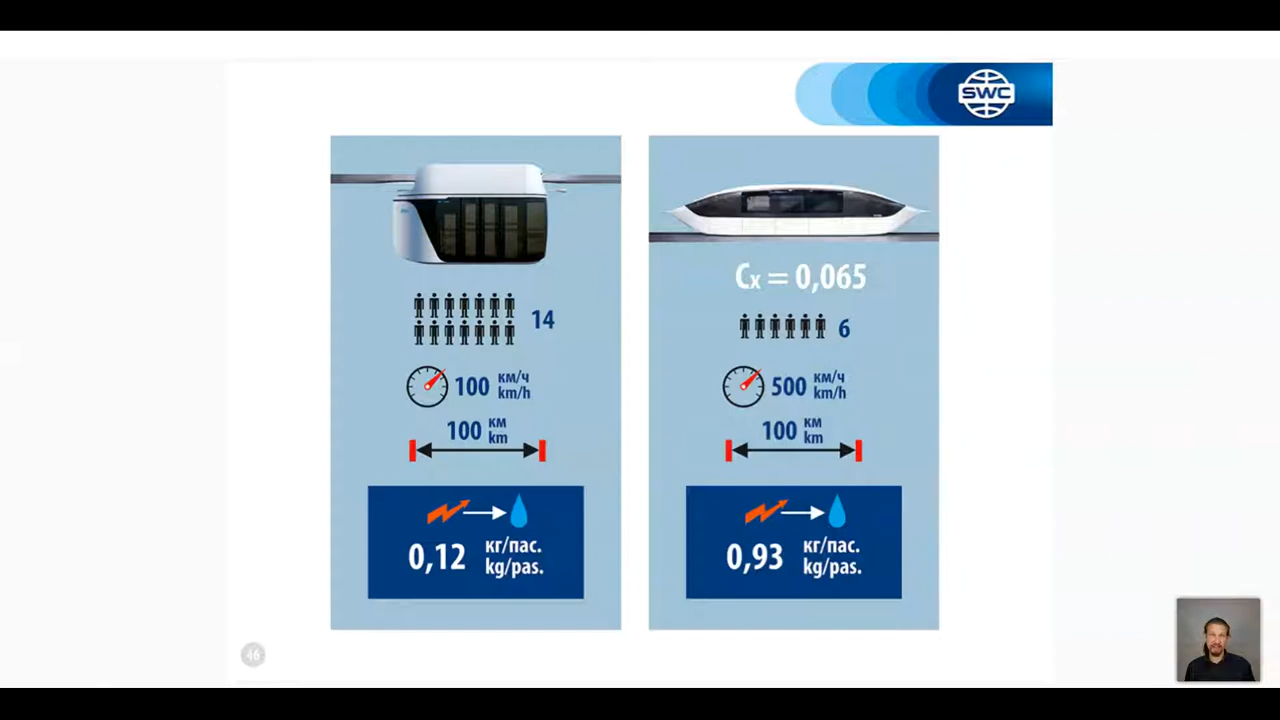 SWC
14
100 км/ч
km/h
100 км
km
0,12 кг/пас.
kg/pas.
Cx = 0,065
6
500 км/ч
km/h
100 км
km
0,93 кг/пас.
kg/pas.
46